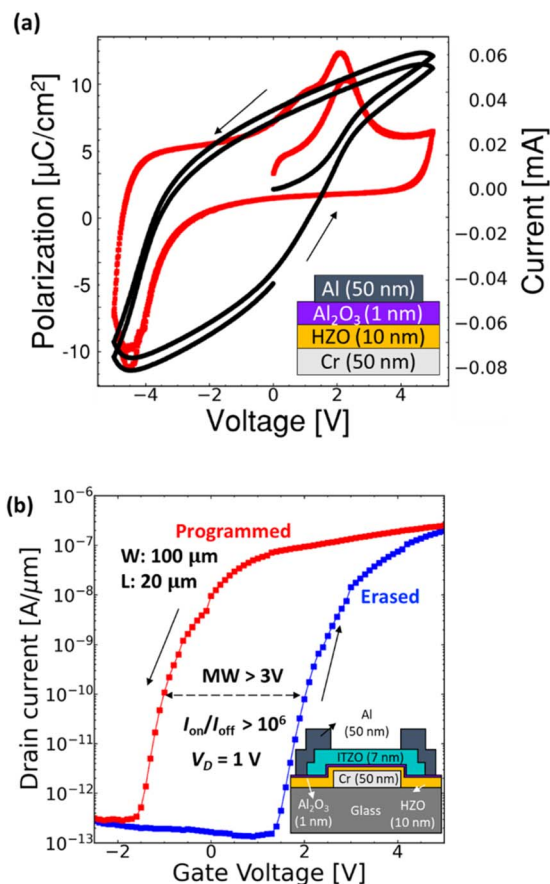 (a)
Polarization [µC/cm²]
10
5
0
-5
-10
0.06
0.04
0.02
0.00
−0.02
−0.04
−0.06
−0.08
Current [mA]
Al (50 nm)
Al₂O₃ (1 nm)
HZO (10 nm)
Cr (50 nm)
−4 −2 0 2 4
Voltage [V]
(b)
Drain current [A/μm]
10⁻⁶
10⁻⁷
10⁻⁸
10⁻⁹
10⁻¹⁰
10⁻¹¹
10⁻¹²
10⁻¹³
Programmed
W: 100 μm
L: 20 μm
Erased
MW > 3V
Ion/Ioff > 10⁶
VD = 1 V
Al
(50 nm)
ITZO (7 nm)
Cr (50 nm)
Al₂O₃
(1 nm)
Glass
HZO
(10 nm)
−2 0 2 4
Gate Voltage [V]